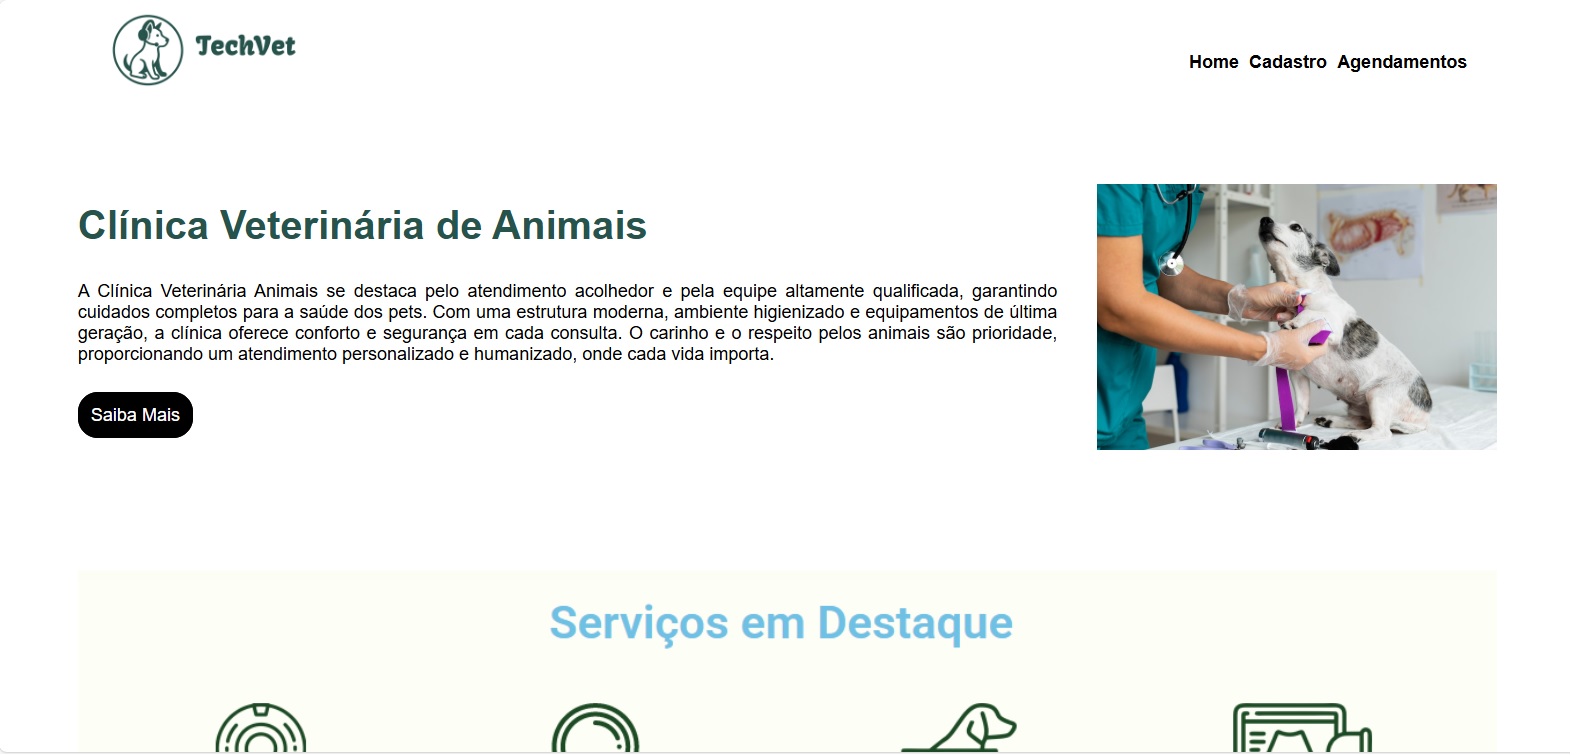 TechVet
Home Cadastro Agendamentos
Clínica Veterinária de Animais
A Clínica Veterinária Animais se destaca pelo atendimento acolhedor e pela equipe altamente qualificada, garantindo
cuidados completos para a saúde dos pets. Com uma estrutura moderna, ambiente higienizado e equipamentos de última
geração, a clínica oferece conforto e segurança em cada consulta. O carinho e o respeito pelos animais são prioridade,
proporcionando um atendimento personalizado e humanizado, onde cada vida importa.
Saiba Mais
Serviços em Destaque